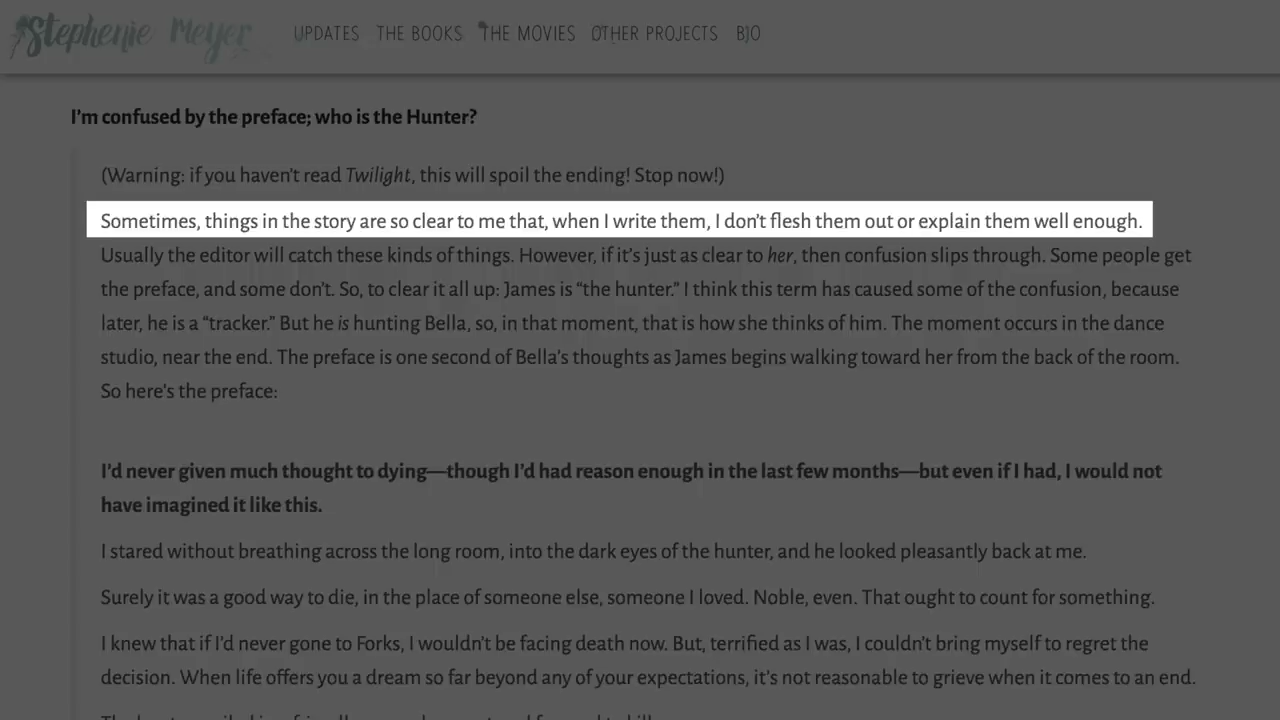 Stephenie Meyer UPDATES THE BOOKS THE MOVIES OTHER PROJECTS BJO
I'm confused by the preface; who is the Hunter?
(Warning: if you haven't read Twilight, this will spoil the ending! Stop now!)
Sometimes, things in the story are so clear to me that, when I write them, I don't flesh them out or explain them well enough.
Usually the editor will catch these kinds of things. However, if it's just as clear to her, then confusion slips through. Some people get
the preface, and some don't. So, to clear it all up: James is “the hunter.” I think this term has caused some of the confusion, because
later, he is a “tracker.” But he is hunting Bella, so, in that moment, that is how she thinks of him. The moment occurs in the dance
studio, near the end. The preface is one second of Bella's thoughts as James begins walking toward her from the back of the room.
So here's the preface:
I'd never given much thought to dying—though I'd had reason enough in the last few months—but even if I had, I would not
have imagined it like this.
I stared without breathing across the long room, into the dark eyes of the hunter, and he looked pleasantly back at me.
Surely it was a good way to die, in the place of someone else, someone I loved. Noble, even. That ought to count for something.
I knew that if I'd never gone to Forks, I wouldn't be facing death now. But, terrified as I was, I couldn't bring myself to regret the
decision. When life offers you a dream so far beyond any of your expectations, it's not reasonable to grieve when it comes to an end.